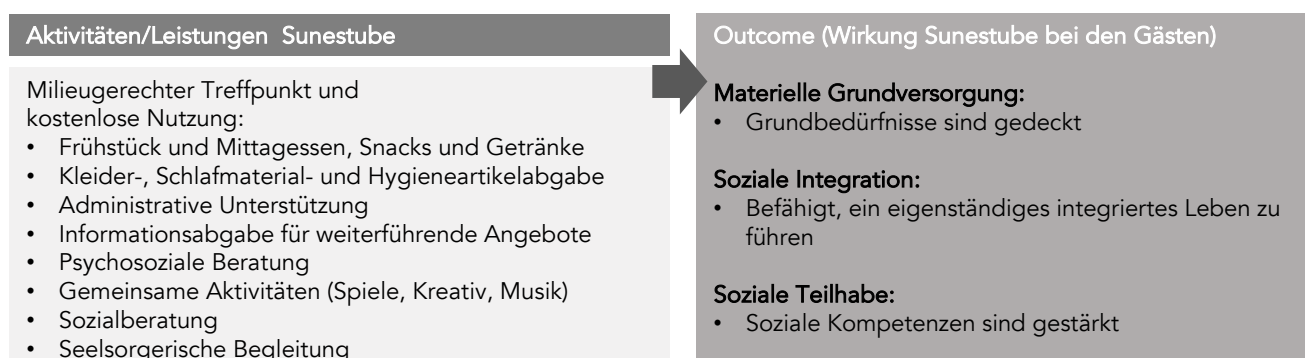 Aktivitäten/Leistungen Sunestube
Milieugerechter Treffpunkt und
kostenlose Nutzung:
• Frühstück und Mittagessen, Snacks und Getränke
• Kleider-, Schlafmaterial- und Hygieneartikelabgabe
• Administrative Unterstützung
• Informationsabgabe für weiterführende Angebote
• Psychosoziale Beratung
• Gemeinsame Aktivitäten (Spiele, Kreativ, Musik)
• Sozialberatung
• Seelsorgerische Begleitung
Outcome (Wirkung Sunestube bei den Gästen)
Materielle Grundversorgung:
• Grundbedürfnisse sind gedeckt
Soziale Integration:
• Befähigt, ein eigenständiges integriertes Leben zu
führen
Soziale Teilhabe:
• Soziale Kompetenzen sind gestärkt